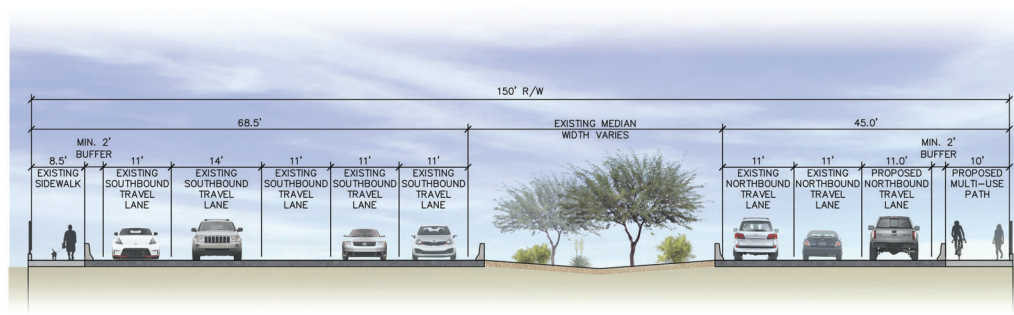 150' R/W
68.5'
EXISTING MEDIAN
WIDTH VARIES
45.0'
MIN. 2'
BUFFER
MIN. 2'
BUFFER
8.5'
11'
14'
11'
11'
11'
11'
11'
11.0'
10'
EXISTING
SIDEWALK
EXISTING
SOUTHBOUND
TRAVEL
LANE
EXISTING
SOUTHBOUND
TRAVEL
LANE
EXISTING
SOUTHBOUND
TRAVEL
LANE
EXISTING
SOUTHBOUND
TRAVEL
LANE
EXISTING
SOUTHBOUND
TRAVEL
LANE
EXISTING
NORTHBOUND
TRAVEL
LANE
EXISTING
NORTHBOUND
TRAVEL
LANE
PROPOSED
NORTHBOUND
TRAVEL
LANE
PROPOSED
MULTI-USE
PATH